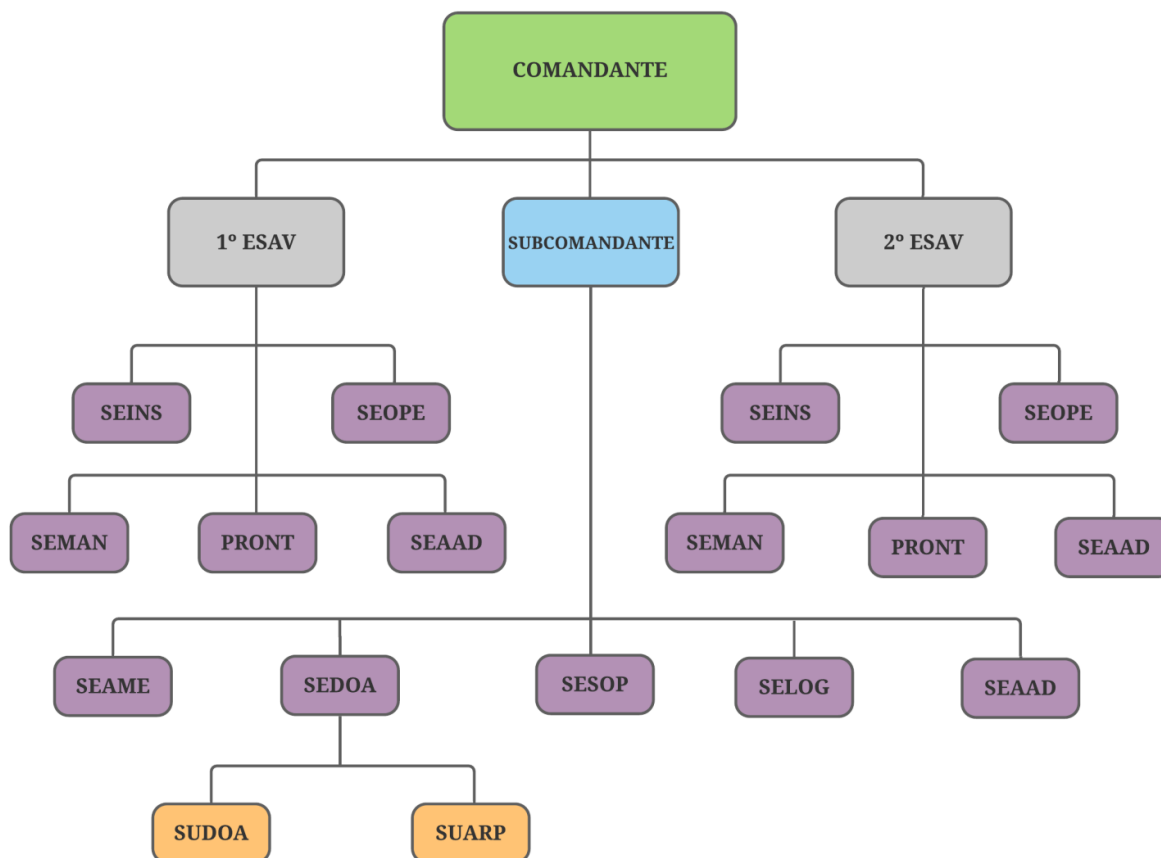 COMANDANTE
1º ESAV
SUBCOMANDANTE
2º ESAV
SEINS
SEOPE
SEINS
SEOPE
SEMAN
PRONT
SEAAD
SEMAN
PRONT
SEAAD
SEAME
SEDOA
SESOP
SELOG
SEAAD
SUDOA
SUARP